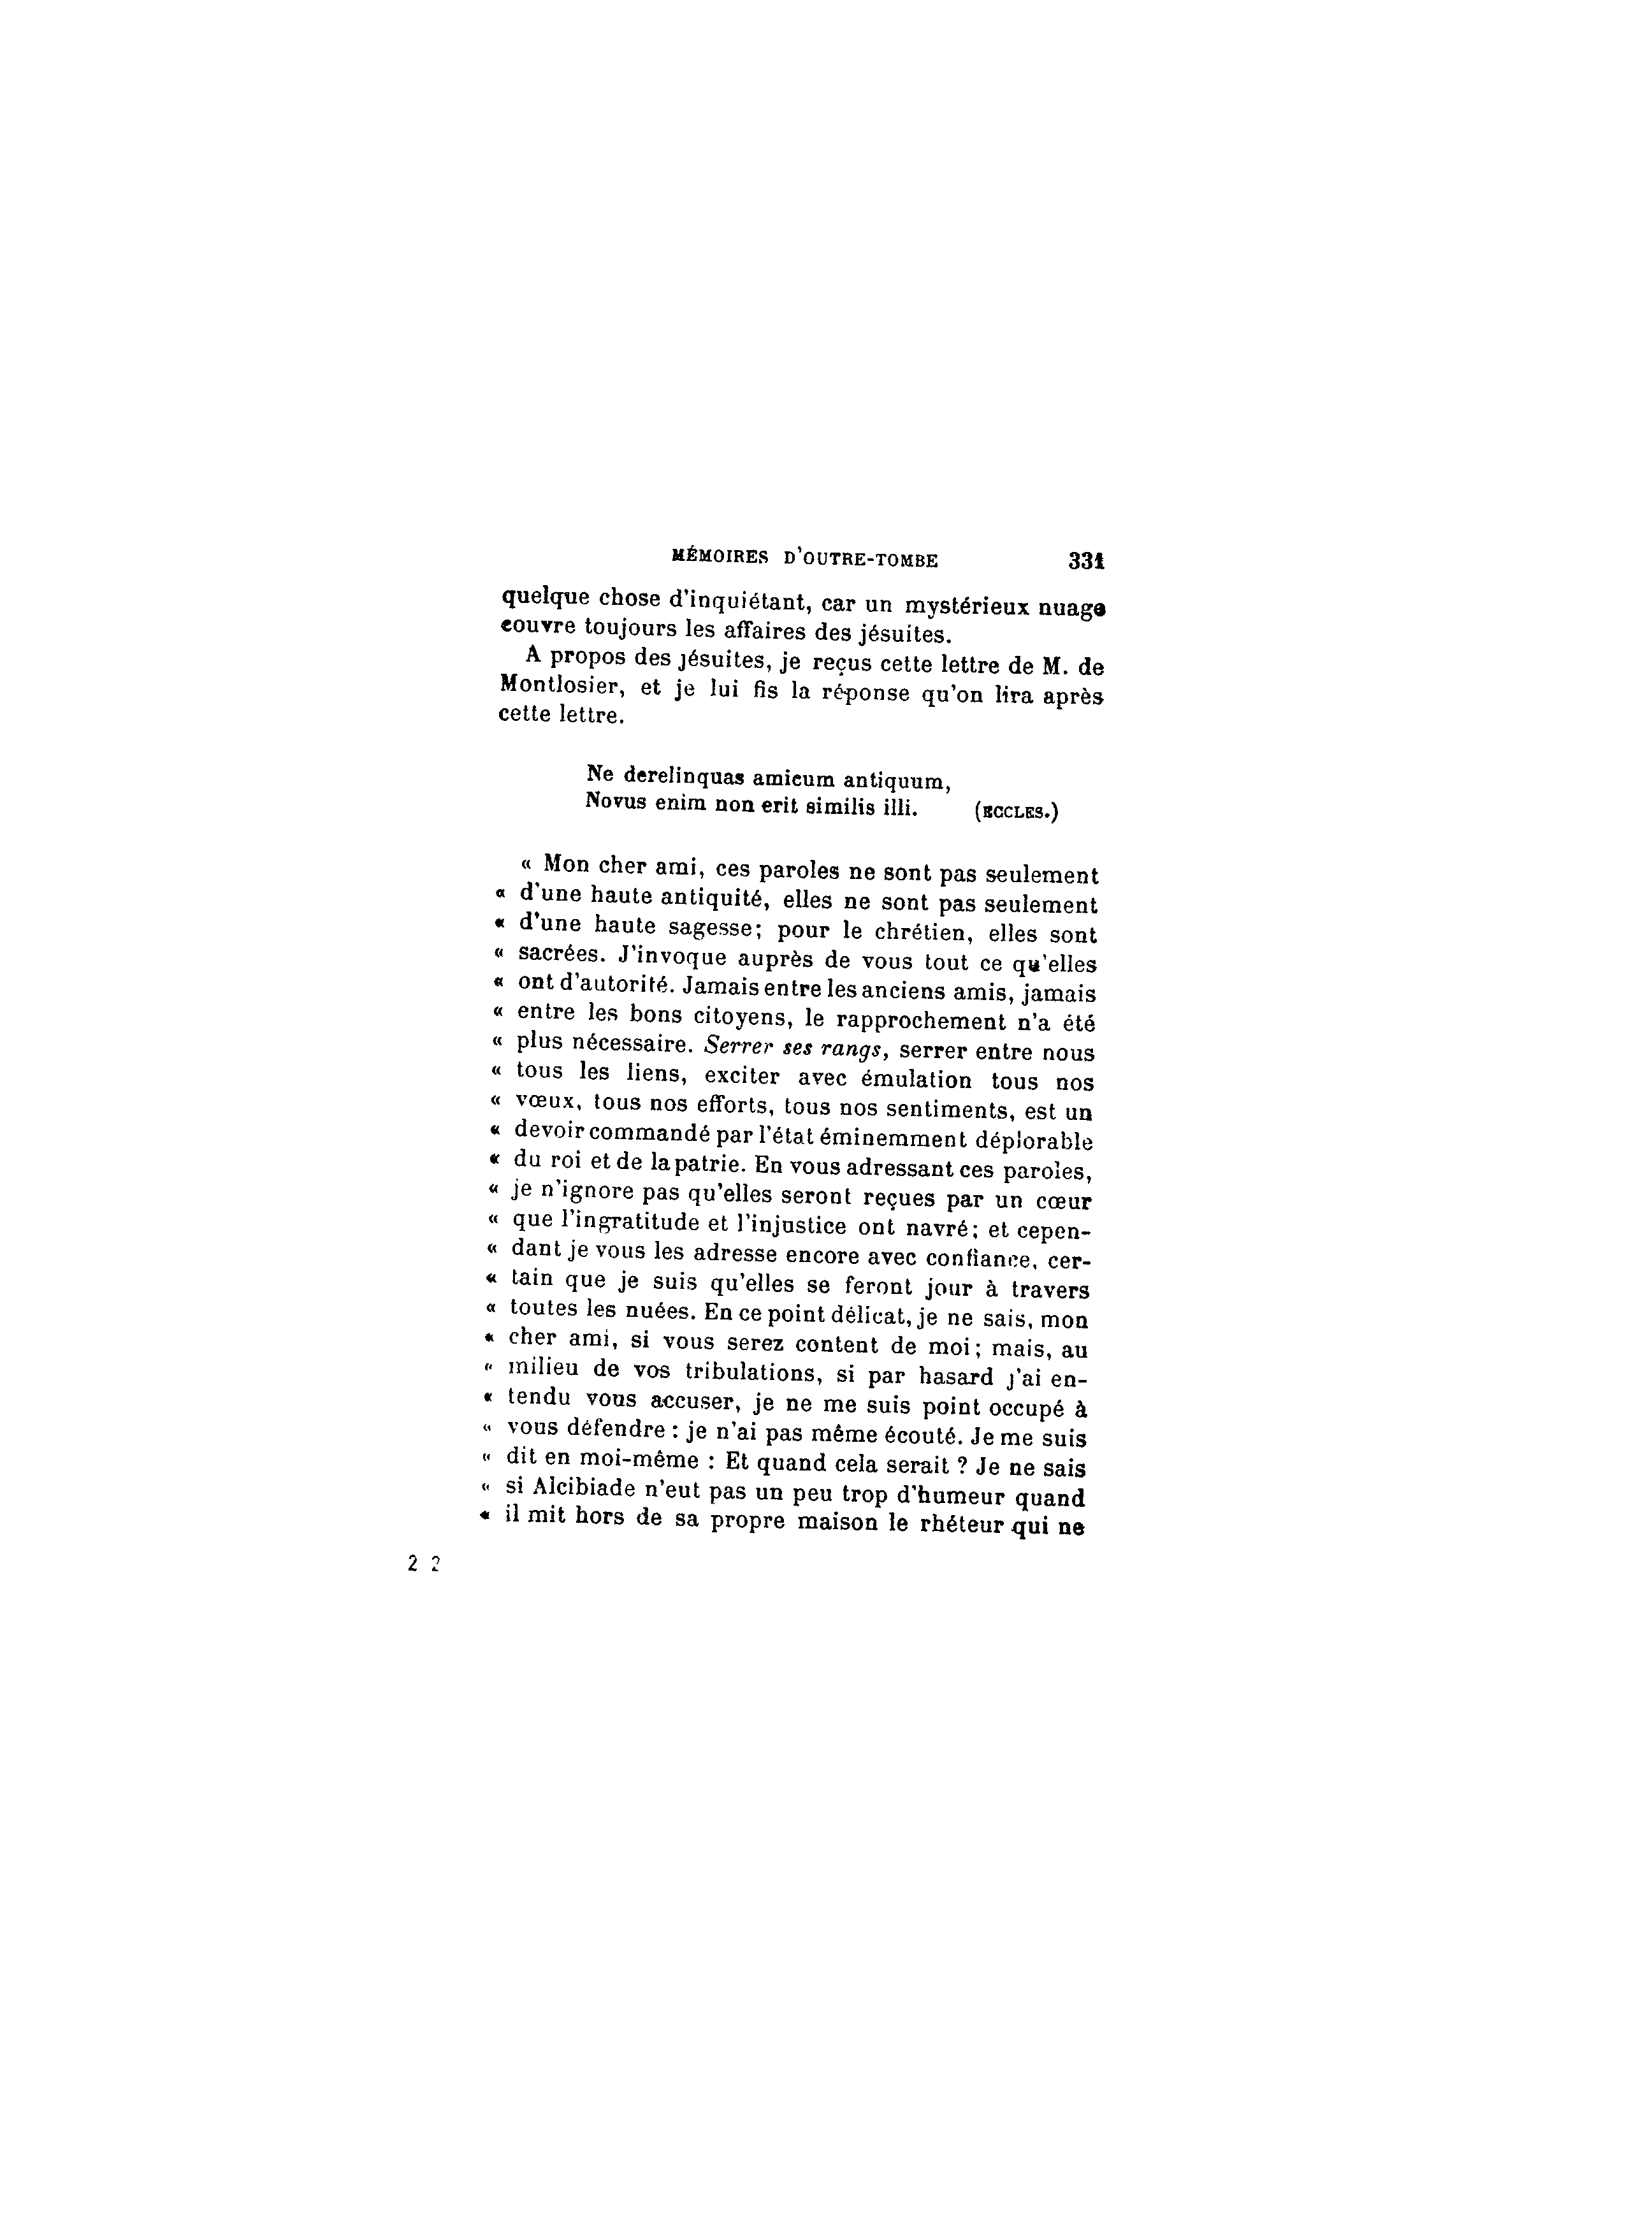 MÉMOIRES D'OUTRE-TOMBE 331
quelque chose d'inquiétant, car un mystérieux nuage
couvre toujours les affaires des jésuites.
A propos des jésuites, je reçus cette lettre de M. de
Montlosier, et je lui fis la réponse qu'on lira après
cette lettre.
Ne derelinquas amicum antiquum,
Novus enim non erit similis illi. (ECCLES.)
« Mon cher ami, ces paroles ne sont pas seulement
« d'une haute antiquité, elles ne sont pas seulement
« d'une haute sagesse; pour le chrétien, elles sont
« sacrées. J'invoque auprès de vous tout ce qu'elles
« ont d'autorité. Jamais entre les anciens amis, jamais
« entre les bons citoyens, le rapprochement n'a été
« plus nécessaire. Serrer ses rangs, serrer entre nous
« tous les liens, exciter avec émulation tous nos
« vœux, tous nos efforts, tous nos sentiments, est un
« devoir commandé par l'état éminemment déplorable
« du roi et de la patrie. En vous adressant ces paroles,
« je n'ignore pas qu'elles seront reçues par un cœur
« que l'ingratitude et l'injustice ont navré; et cepen-
« dant je vous les adresse encore avec confiance, cer-
« tain que je suis qu'elles se feront jour à travers
« toutes les nuées. En ce point délicat, je ne sais, mon
« cher ami, si vous serez content de moi; mais, au
« milieu de vos tribulations, si par hasard j'ai en-
« tendu vous accuser, je ne me suis point occupé à
« vous défendre : je n'ai pas même écouté. Je me suis
« dit en moi-même : Et quand cela serait ? Je ne sais
« si Alcibiade n'eut pas un peu trop d'humeur quand
« il mit hors de sa propre maison le rhéteur qui ne
2 2